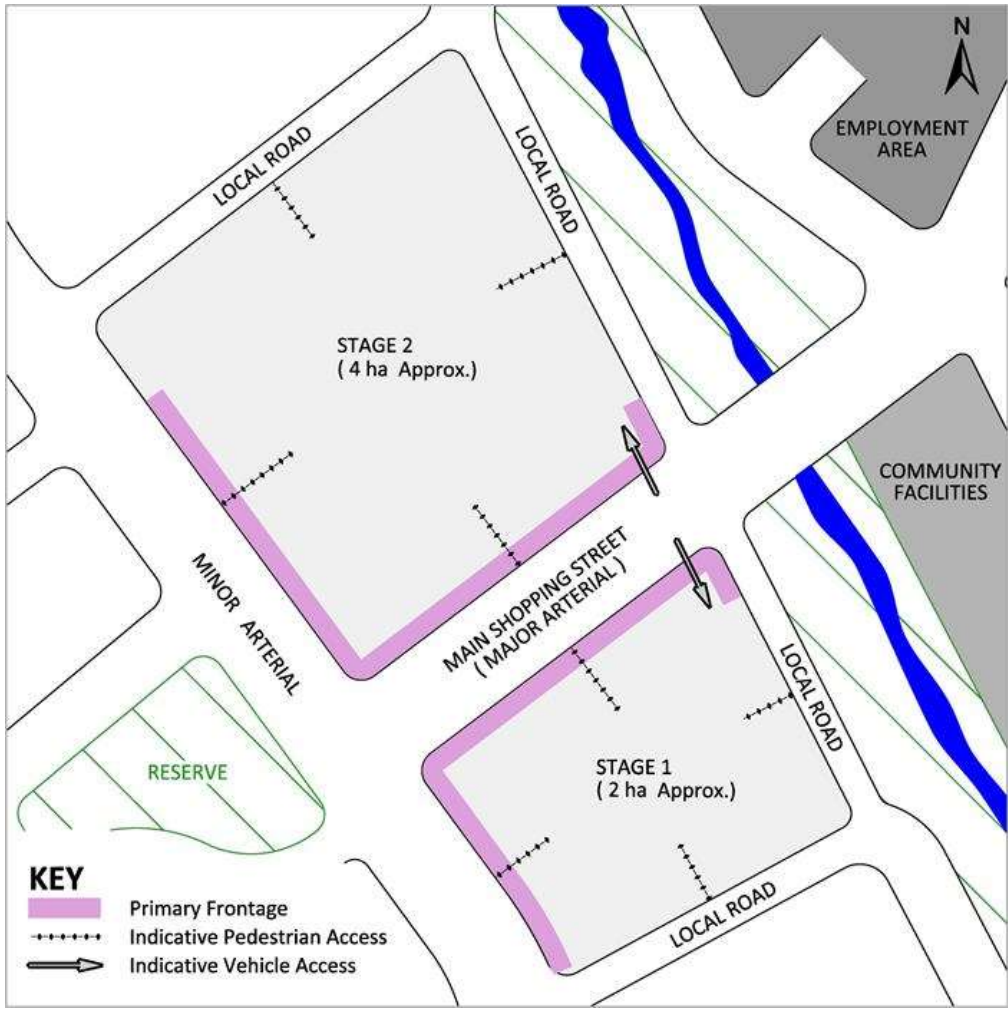 N
EMPLOYMENT
AREA
LOCAL ROAD
LOCAL ROAD
STAGE 2
( 4 ha Approx.)
COMMUNITY
FACILITIES
MAIN SHOPPING STREET
( MAJOR ARTERIAL )
MINOR ARTERIAL
LOCAL ROAD
RESERVE
STAGE 1
( 2 ha Approx.)
LOCAL ROAD
KEY
Primary Frontage
Indicative Pedestrian Access
Indicative Vehicle Access